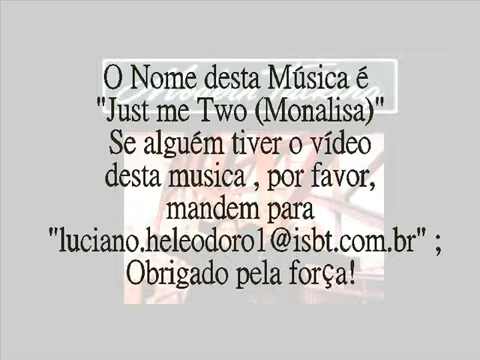 O Nome desta Música é
"Just me Two (Monalisa)"
Se alguém tiver o vídeo
desta musica , por favor,
mandem para
"luciano.heleodoro1@isbt.com.br" ;
Obrigado pela força!